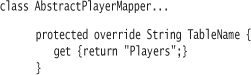 class AbstractPlayerMapper...
protected override String TableName {
get {return "Players";}
}